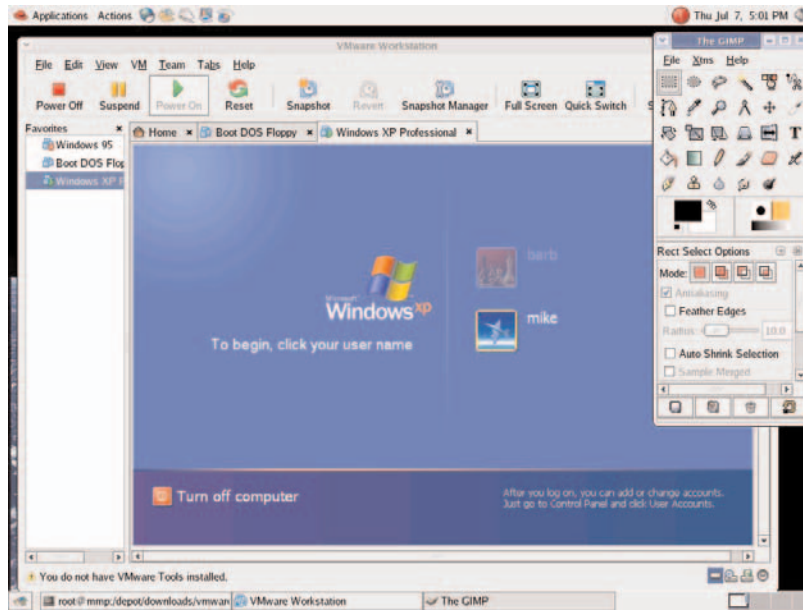 Applications Actions
Thu Jul 7, 5:01 PM
VMware Workstation
File Edit View VM Team Tabs Help
Power Off Suspend Power On Reset Snapshot Revert Snapshot Manager Full Screen Quick Switch S
Favorites
Windows 95
Boot DOS Flop
Windows XP P
Home Boot DOS Floppy Windows XP Professional
Microsoft
Windows xp
To begin, click your user name
barb
mike
Turn off computer
After you log on, you can add or change accounts.
Just go to Control Panel and click User Accounts.
You do not have VMware Tools installed.
The GIMP
File Xtns Help
Rect Select Options
Mode:
Antialiasing
Feather Edges
Radius: 10.0
Auto Shrink Selection
Sample Merged
root@mmp:/depot/downloads/vmwar VMware Workstation The GIMP